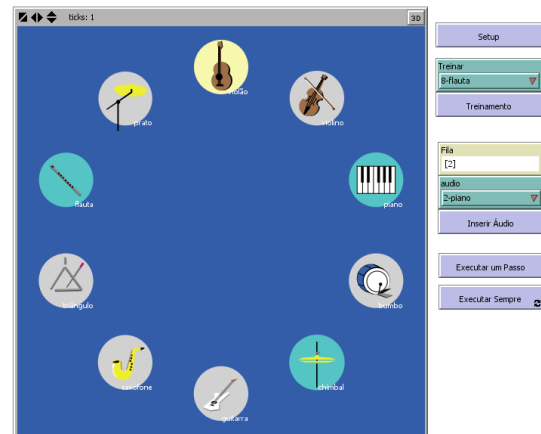 ticks: 1
3D
Setup
Treinar
8-flauta
Treinamento
violão
prato
violino
Fila
[2]
flauta
piano
audio
2-piano
Inserir Áudio
triângulo
bumbo
Executar um Passo
Executar Sempre
saxofone
chimbal
guitarra